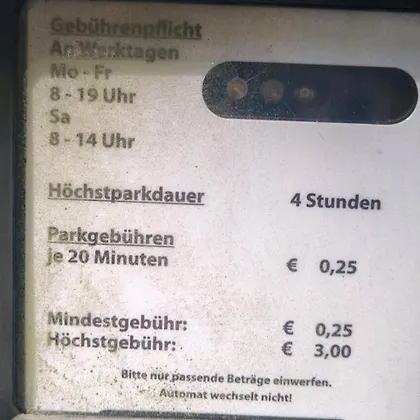 Gebührenpflicht
An Werktagen
Mo - Fr
8 - 19 Uhr
Sa
8 - 14 Uhr
Höchstparkdauer 4 Stunden
Parkgebühren
je 20 Minuten € 0,25
Mindestgebühr: € 0,25
Höchstgebühr: € 3,00
Bitte nur passende Beträge einwerfen.
Automat wechselt nicht!